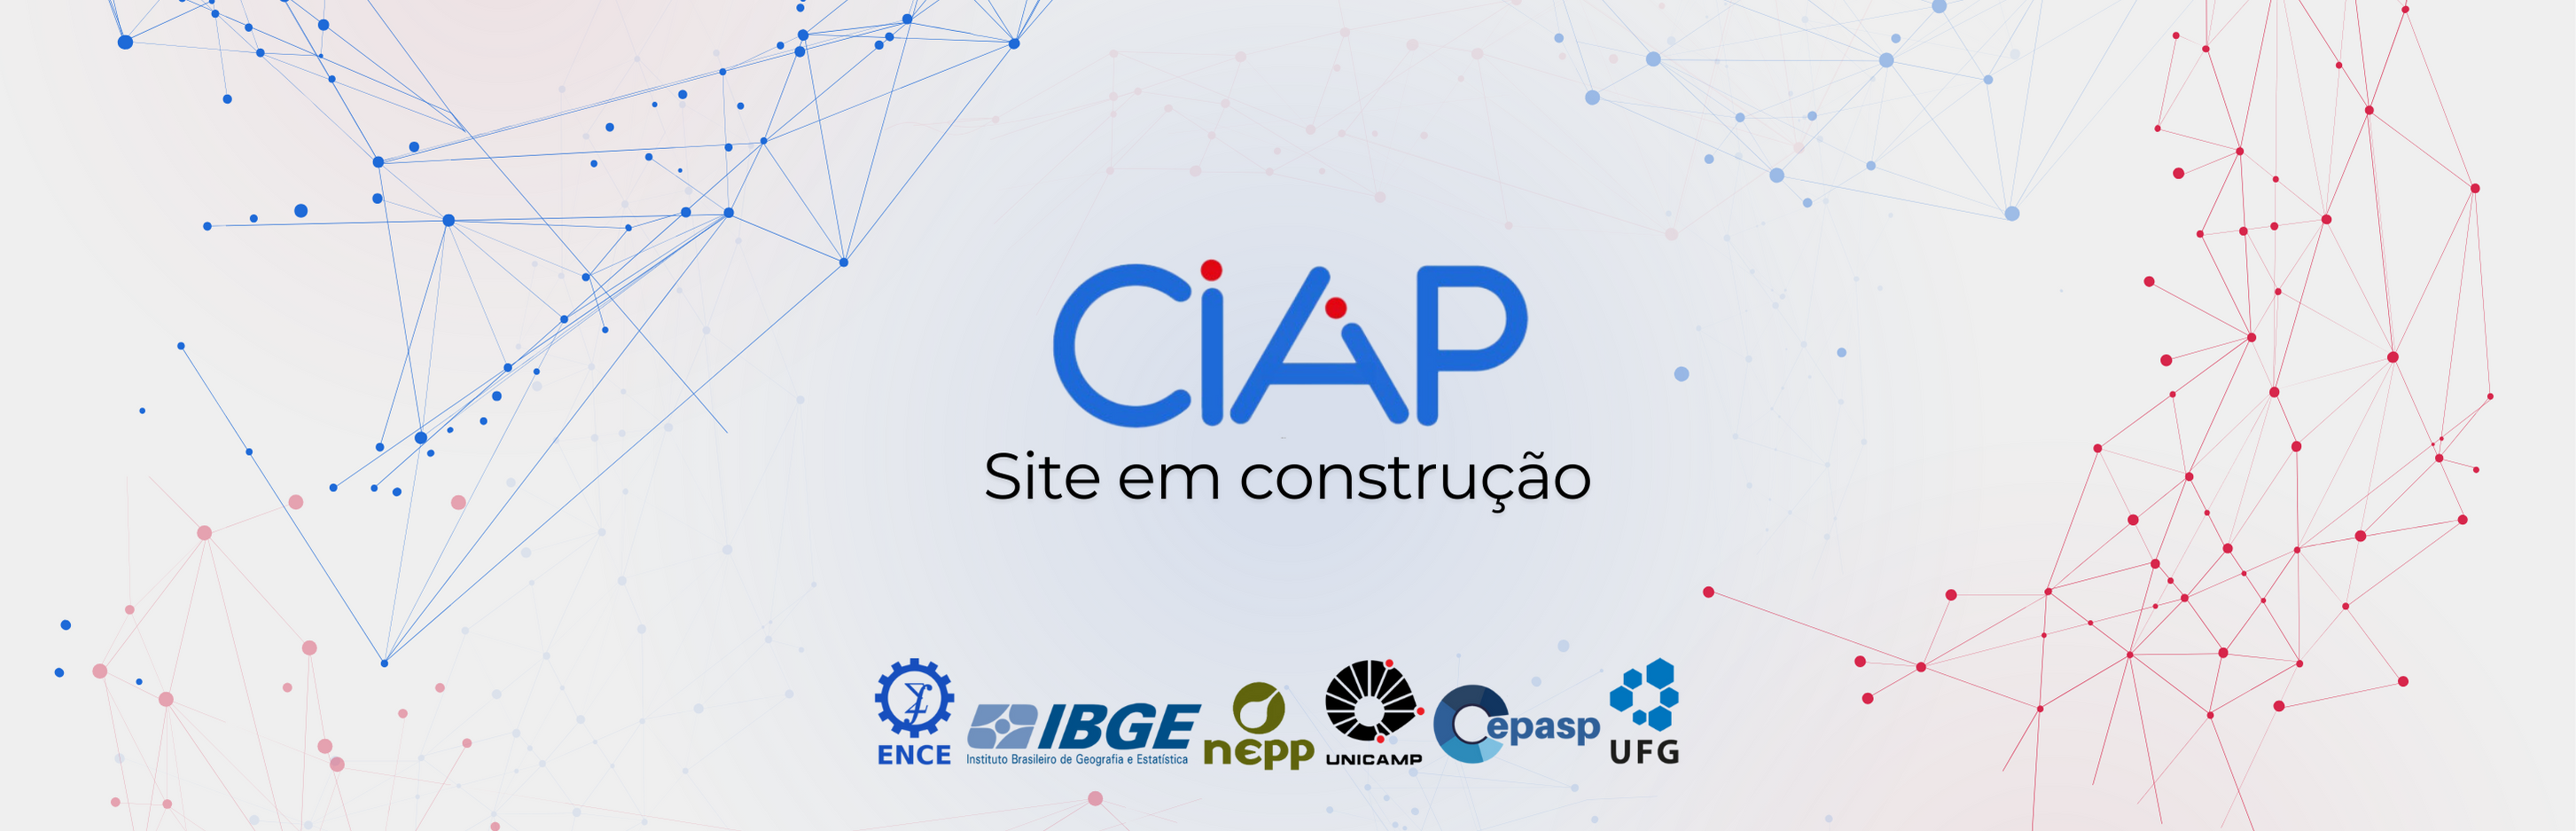 CiAP
Site em construção
ENCE
IBGE
Instituto Brasileiro de Geografia e Estatística
nepp
UNICAMP
Cepasp
UFG